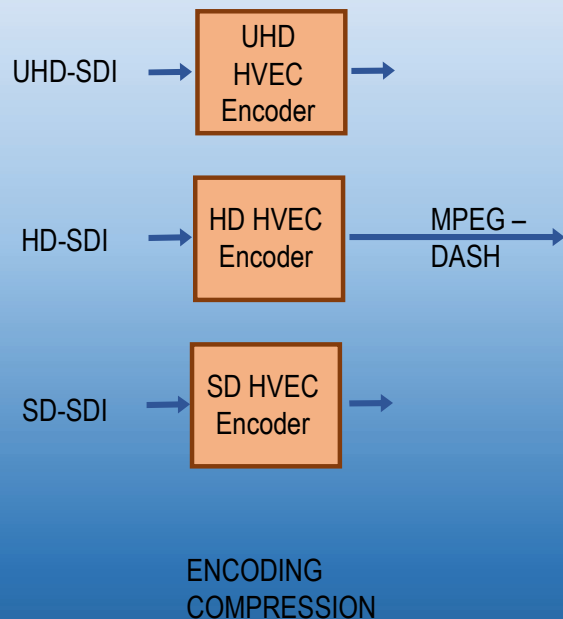 UHD-SDI
UHD
HVEC
Encoder
HD-SDI
HD HVEC
Encoder
MPEG –
DASH
SD-SDI
SD HVEC
Encoder
ENCODING
COMPRESSION